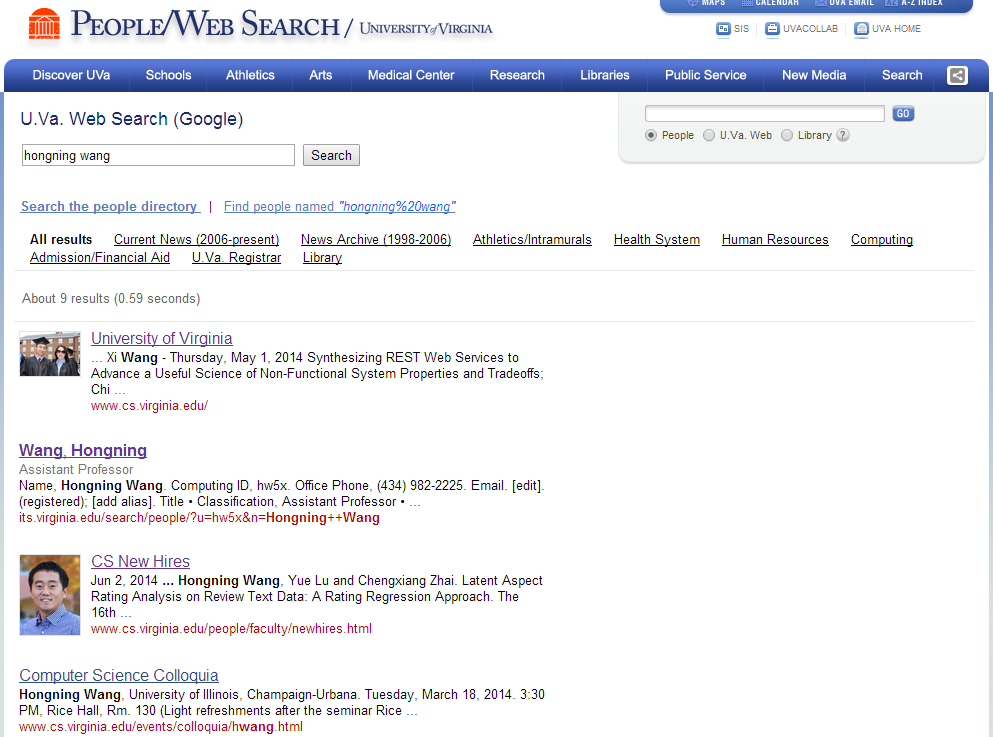 MAPS CALENDAR UVA EMAIL A-Z INDEX
PEOPLE/WEB SEARCH / UNIVERSITY of VIRGINIA
SIS UVACOLLAB UVA HOME
Discover UVa Schools Athletics Arts Medical Center Research Libraries Public Service New Media Search
U.Va. Web Search (Google)
GO
People U.Va. Web Library ?
hongning wang Search
Search the people directory | Find people named "hongning%20wang"
All results Current News (2006-present) News Archive (1998-2006) Athletics/Intramurals Health System Human Resources Computing
Admission/Financial Aid U.Va. Registrar Library
About 9 results (0.59 seconds)
University of Virginia
... Xi Wang - Thursday, May 1, 2014 Synthesizing REST Web Services to
Advance a Useful Science of Non-Functional System Properties and Tradeoffs;
Chi ...
www.cs.virginia.edu/
Wang, Hongning
Assistant Professor
Name, Hongning Wang. Computing ID, hw5x. Office Phone, (434) 982-2225. Email. [edit].
(registered); [add alias]. Title • Classification, Assistant Professor • ...
its.virginia.edu/search/people/?u=hw5x&n=Hongning++Wang
CS New Hires
Jun 2, 2014 ... Hongning Wang, Yue Lu and Chengxiang Zhai. Latent Aspect
Rating Analysis on Review Text Data: A Rating Regression Approach. The
16th ...
www.cs.virginia.edu/people/faculty/newhires.html
Computer Science Colloquia
Hongning Wang, University of Illinois, Champaign-Urbana. Tuesday, March 18, 2014. 3:30
PM, Rice Hall, Rm. 130 (Light refreshments after the seminar Rice ...
www.cs.virginia.edu/events/colloquia/hwang.html